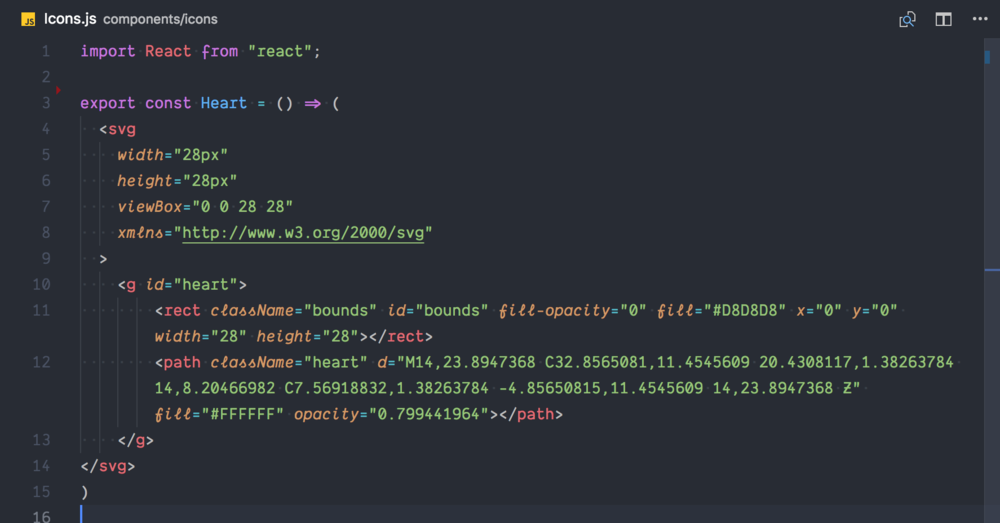 JS Icons.js components/icons
1 import React from "react";
2
3 export const Heart = () => (
4 <svg
5 width="28px"
6 height="28px"
7 viewBox="0 0 28 28"
8 xmlns="http://www.w3.org/2000/svg"
9 >
10 <g id="heart">
11 <rect className="bounds" id="bounds" fill-opacity="0" fill="#D8D8D8" x="0" y="0"
width="28" height="28"></rect>
12 <path className="heart" d="M14,23.8947368 C32.8565081,11.4545609 20.4308117,1.38263784
14,8.20466982 C7.56918832,1.38263784 -4.85650815,11.4545609 14,23.8947368 Z"
fill="#FFFFFF" opacity="0.799441964"></path>
13 </g>
14 </svg>
15 )
16